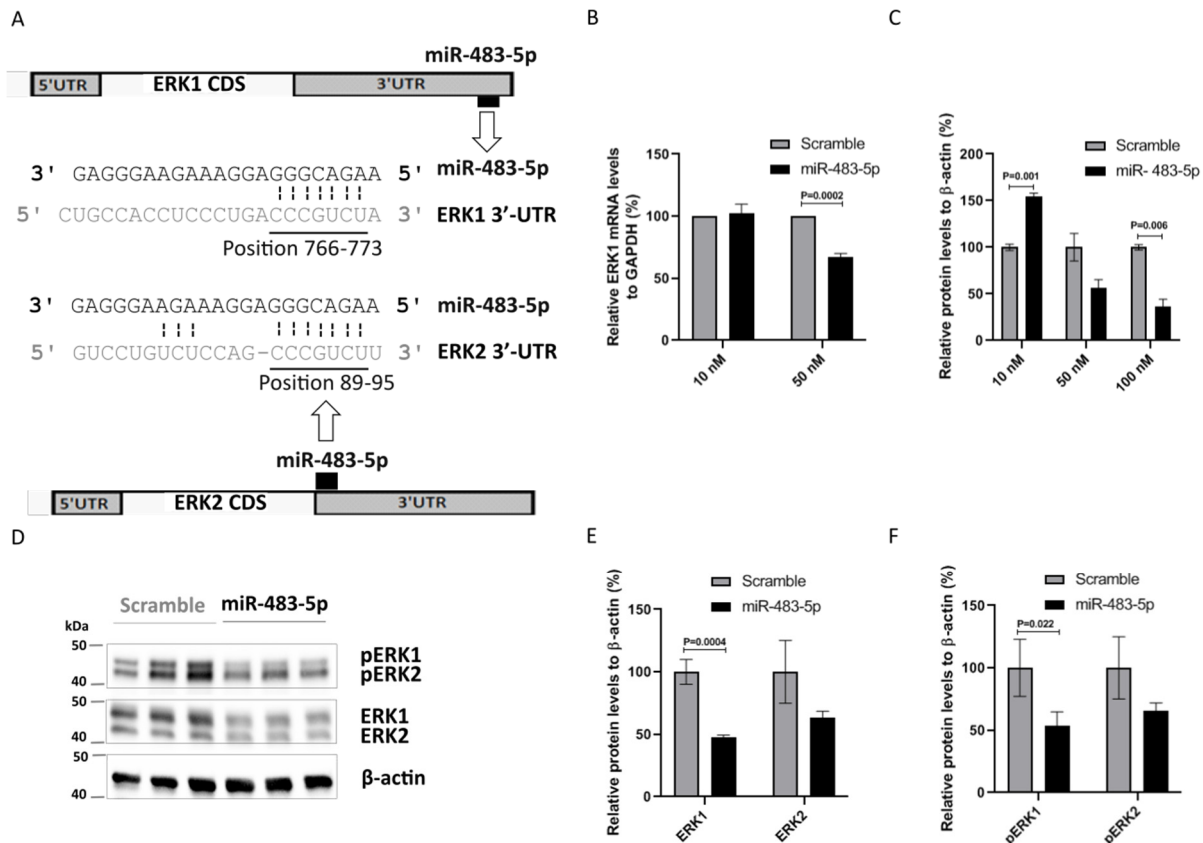 A
miR-483-5p
5'UTR ERK1 CDS 3'UTR
3' GAGGGAAGAAAGGAGGGCAGAA 5' miR-483-5p
5' CUGCCACCUCCCUGACCCGUCUA 3' ERK1 3'-UTR
Position 766-773
3' GAGGGAAGAAAGGAGGGCAGAA 5' miR-483-5p
5' GUCCUGUCUCCAG-CCCGUCUU 3' ERK2 3'-UTR
Position 89-95
miR-483-5p
5'UTR ERK2 CDS 3'UTR
B
Relative ERK1 mRNA levels
to GAPDH (%)
Scramble
miR-483-5p
150
100
50
0
P=0.0002
10 nM
50 nM
C
Relative protein levels to β-actin (%)
Scramble
miR- 483-5p
200
150
100
50
0
P=0.001
P=0.006
10 nM
50 nM
100 nM
D
Scramble miR-483-5p
kDa
50
40
pERK1
pERK2
50
40
ERK1
ERK2
50
40
β-actin
E
Relative protein levels to β-actin (%)
Scramble
miR-483-5p
150
100
50
0
P=0.0004
ERK1
ERK2
F
Relative protein levels to β-actin (%)
Scramble
miR-483-5p
150
100
50
0
P=0.022
pERK1
pERK2